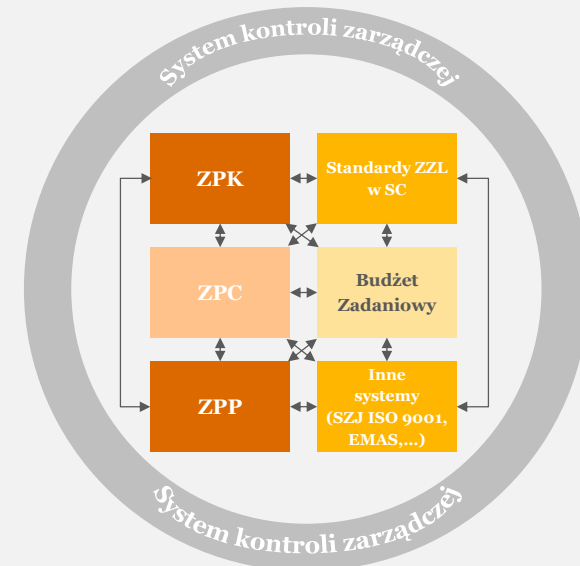 System kontroli zarządczej
ZPK
Standardy ZZL
w SC
ZPC
Budżet
Zadaniowy
ZPP
Inne
systemy
(SZJ ISO 9001,
EMAS,...)
System kontroli zarządczej